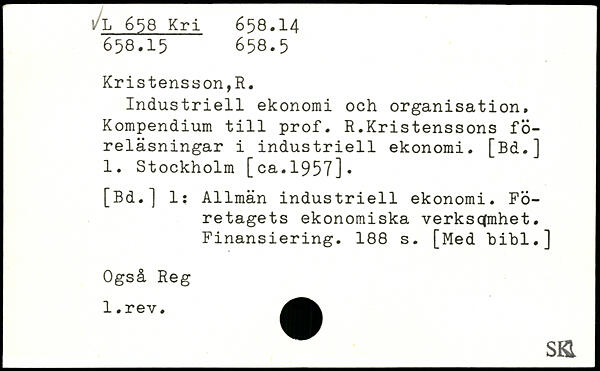 √L 658 Kri 658.14
658.15 658.5
Kristensson,R.
Industriell ekonomi och organisation.
Kompendium till prof. R.Kristenssons fö-
reläsningar i industriell ekonomi. [Bd.]
1. Stockholm [ca.1957].
[Bd.] 1: Allmän industriell ekonomi. Fö-
retagets ekonomiska verksamhet.
Finansiering. 188 s. [Med bibl.]
Også Reg
1.rev.